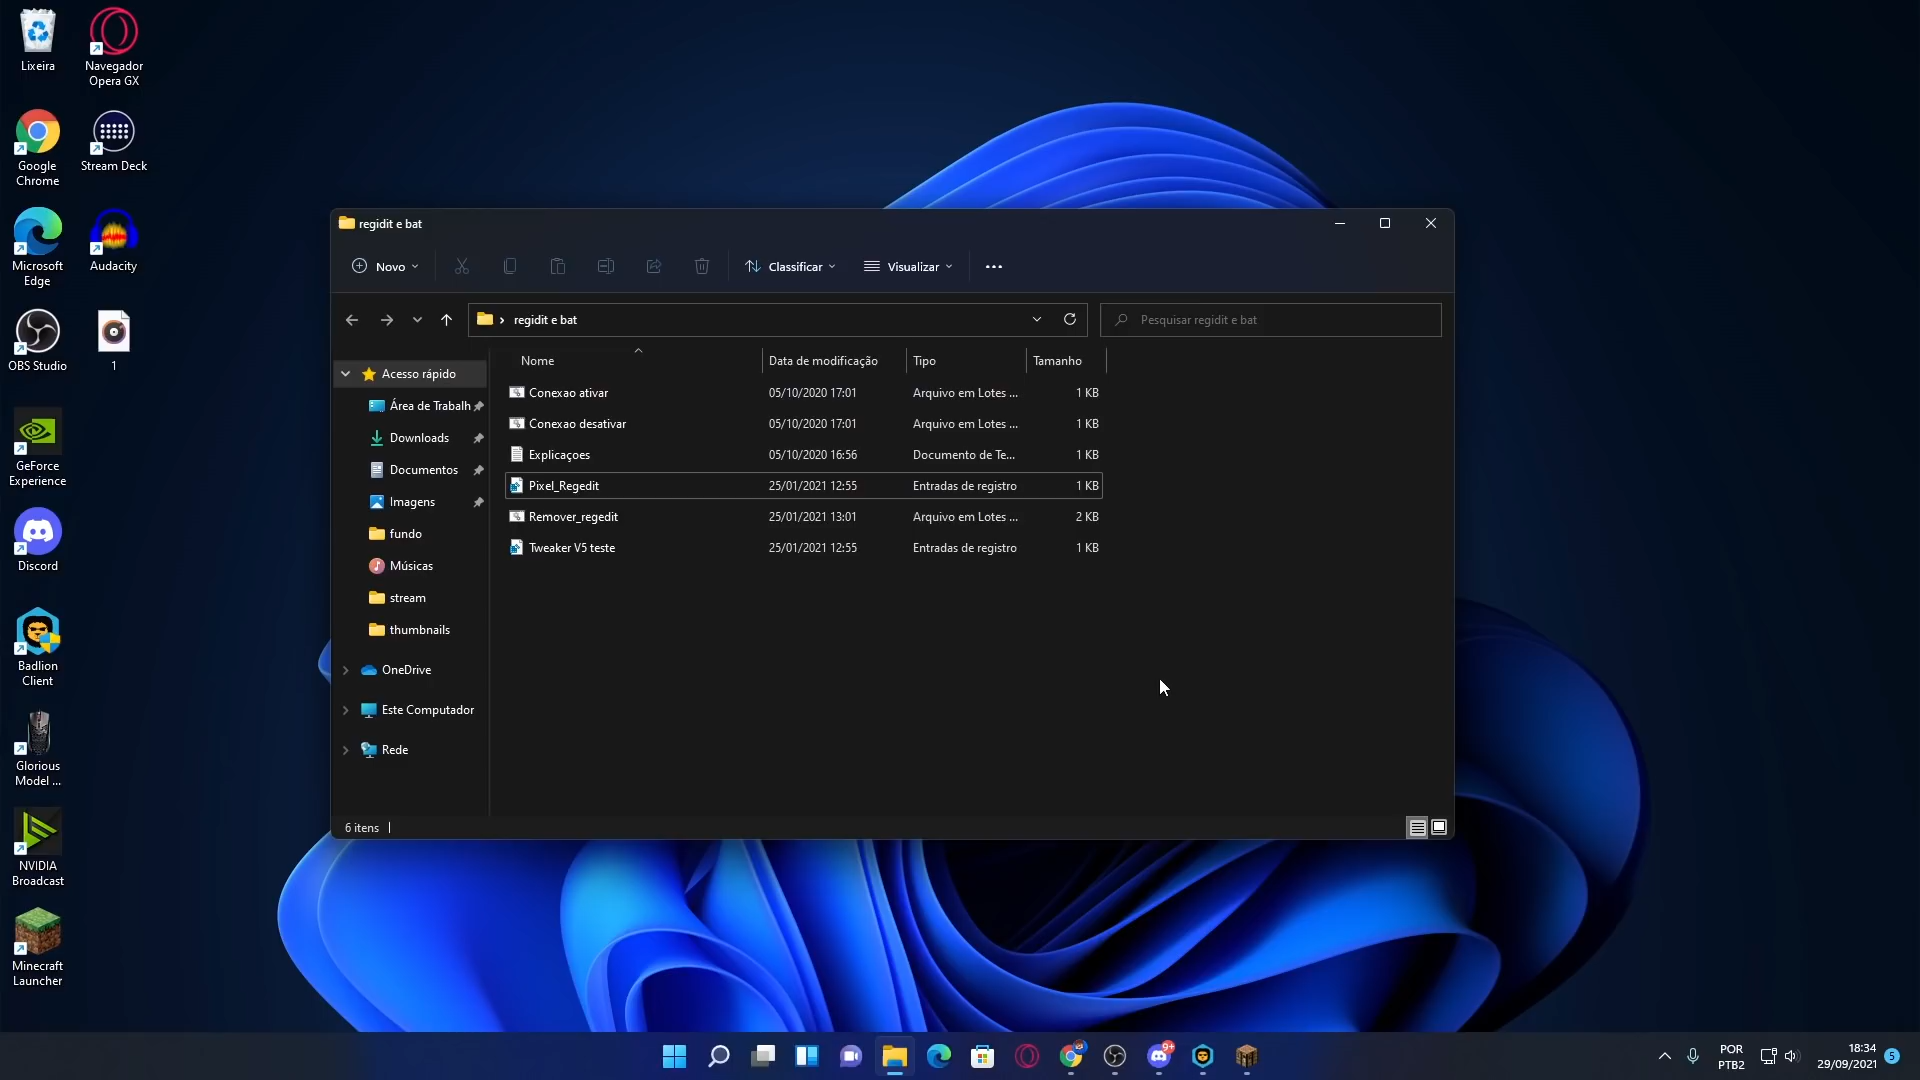 Lixeira
Navegador
Opera GX
Google
Chrome
Stream Deck
Microsoft
Edge
Audacity
OBS Studio
1
GeForce
Experience
Discord
Badlion
Client
Glorious
Model ...
NVIDIA
Broadcast
Minecraft
Launcher
regidit e bat
Novo
Classificar
Visualizar
regidit e bat
Pesquisar regidit e bat
Nome Data de modificação Tipo Tamanho
Conexao ativar 05/10/2020 17:01 Arquivo em Lotes ... 1 KB
Conexao desativar 05/10/2020 17:01 Arquivo em Lotes ... 1 KB
Explicaçoes 05/10/2020 16:56 Documento de Te... 1 KB
Pixel_Regedit 25/01/2021 12:55 Entradas de registro 1 KB
Remover_regedit 25/01/2021 13:01 Arquivo em Lotes ... 2 KB
Tweaker V5 teste 25/01/2021 12:55 Entradas de registro 1 KB
Acesso rápido
Área de Trabalh
Downloads
Documentos
Imagens
fundo
Músicas
stream
thumbnails
OneDrive
Este Computador
Rede
6 itens
9+
POR
PTB2
18:34
29/09/2021
5